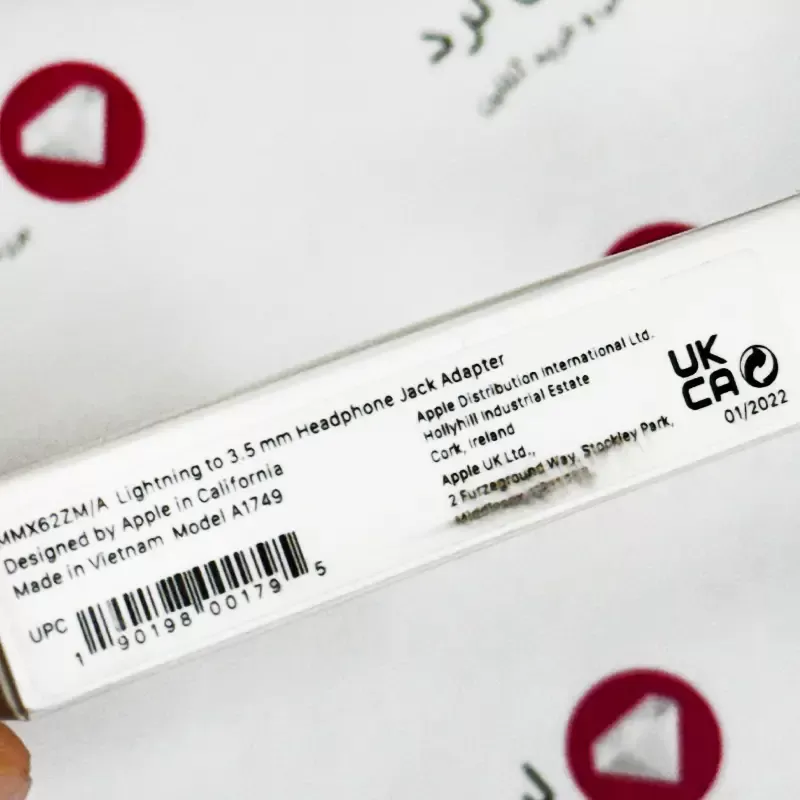 MMX62ZM/A Lightning to 3.5 mm Headphone Jack Adapter
Designed by Apple in California
Made in Vietnam Model A1749
UPC
1 90198 00179 5
Apple Distribution International Ltd.
Hollyhill Industrial Estate
Cork, Ireland
Apple UK Ltd.,
2 Furzeground Way, Stockley Park,
UK
CA
01/2022